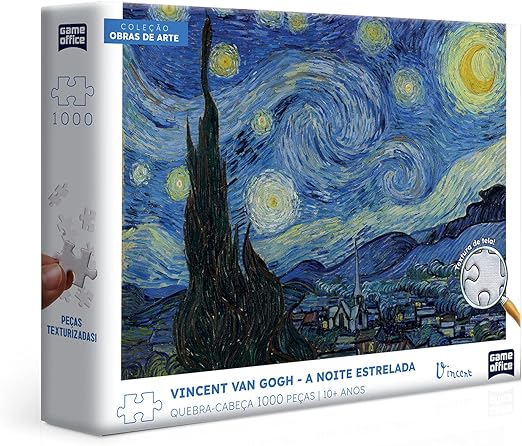 game
office
COLEÇÃO
OBRAS DE ARTE
1000
PEÇAS
TEXTURIZADAS!
Textura de tela!
VINCENT VAN GOGH - A NOITE ESTRELADA
QUEBRA-CABEÇA 1000 PEÇAS | 10+ ANOS
Vincent
game
office